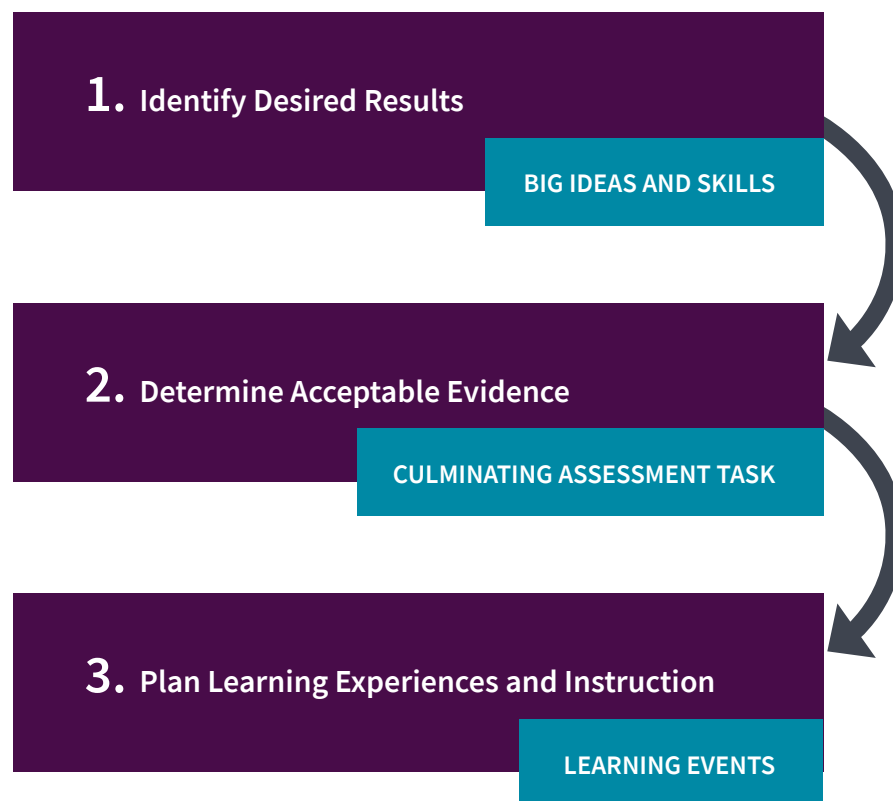 1. Identify Desired Results
BIG IDEAS AND SKILLS
2. Determine Acceptable Evidence
CULMINATING ASSESSMENT TASK
3. Plan Learning Experiences and Instruction
LEARNING EVENTS